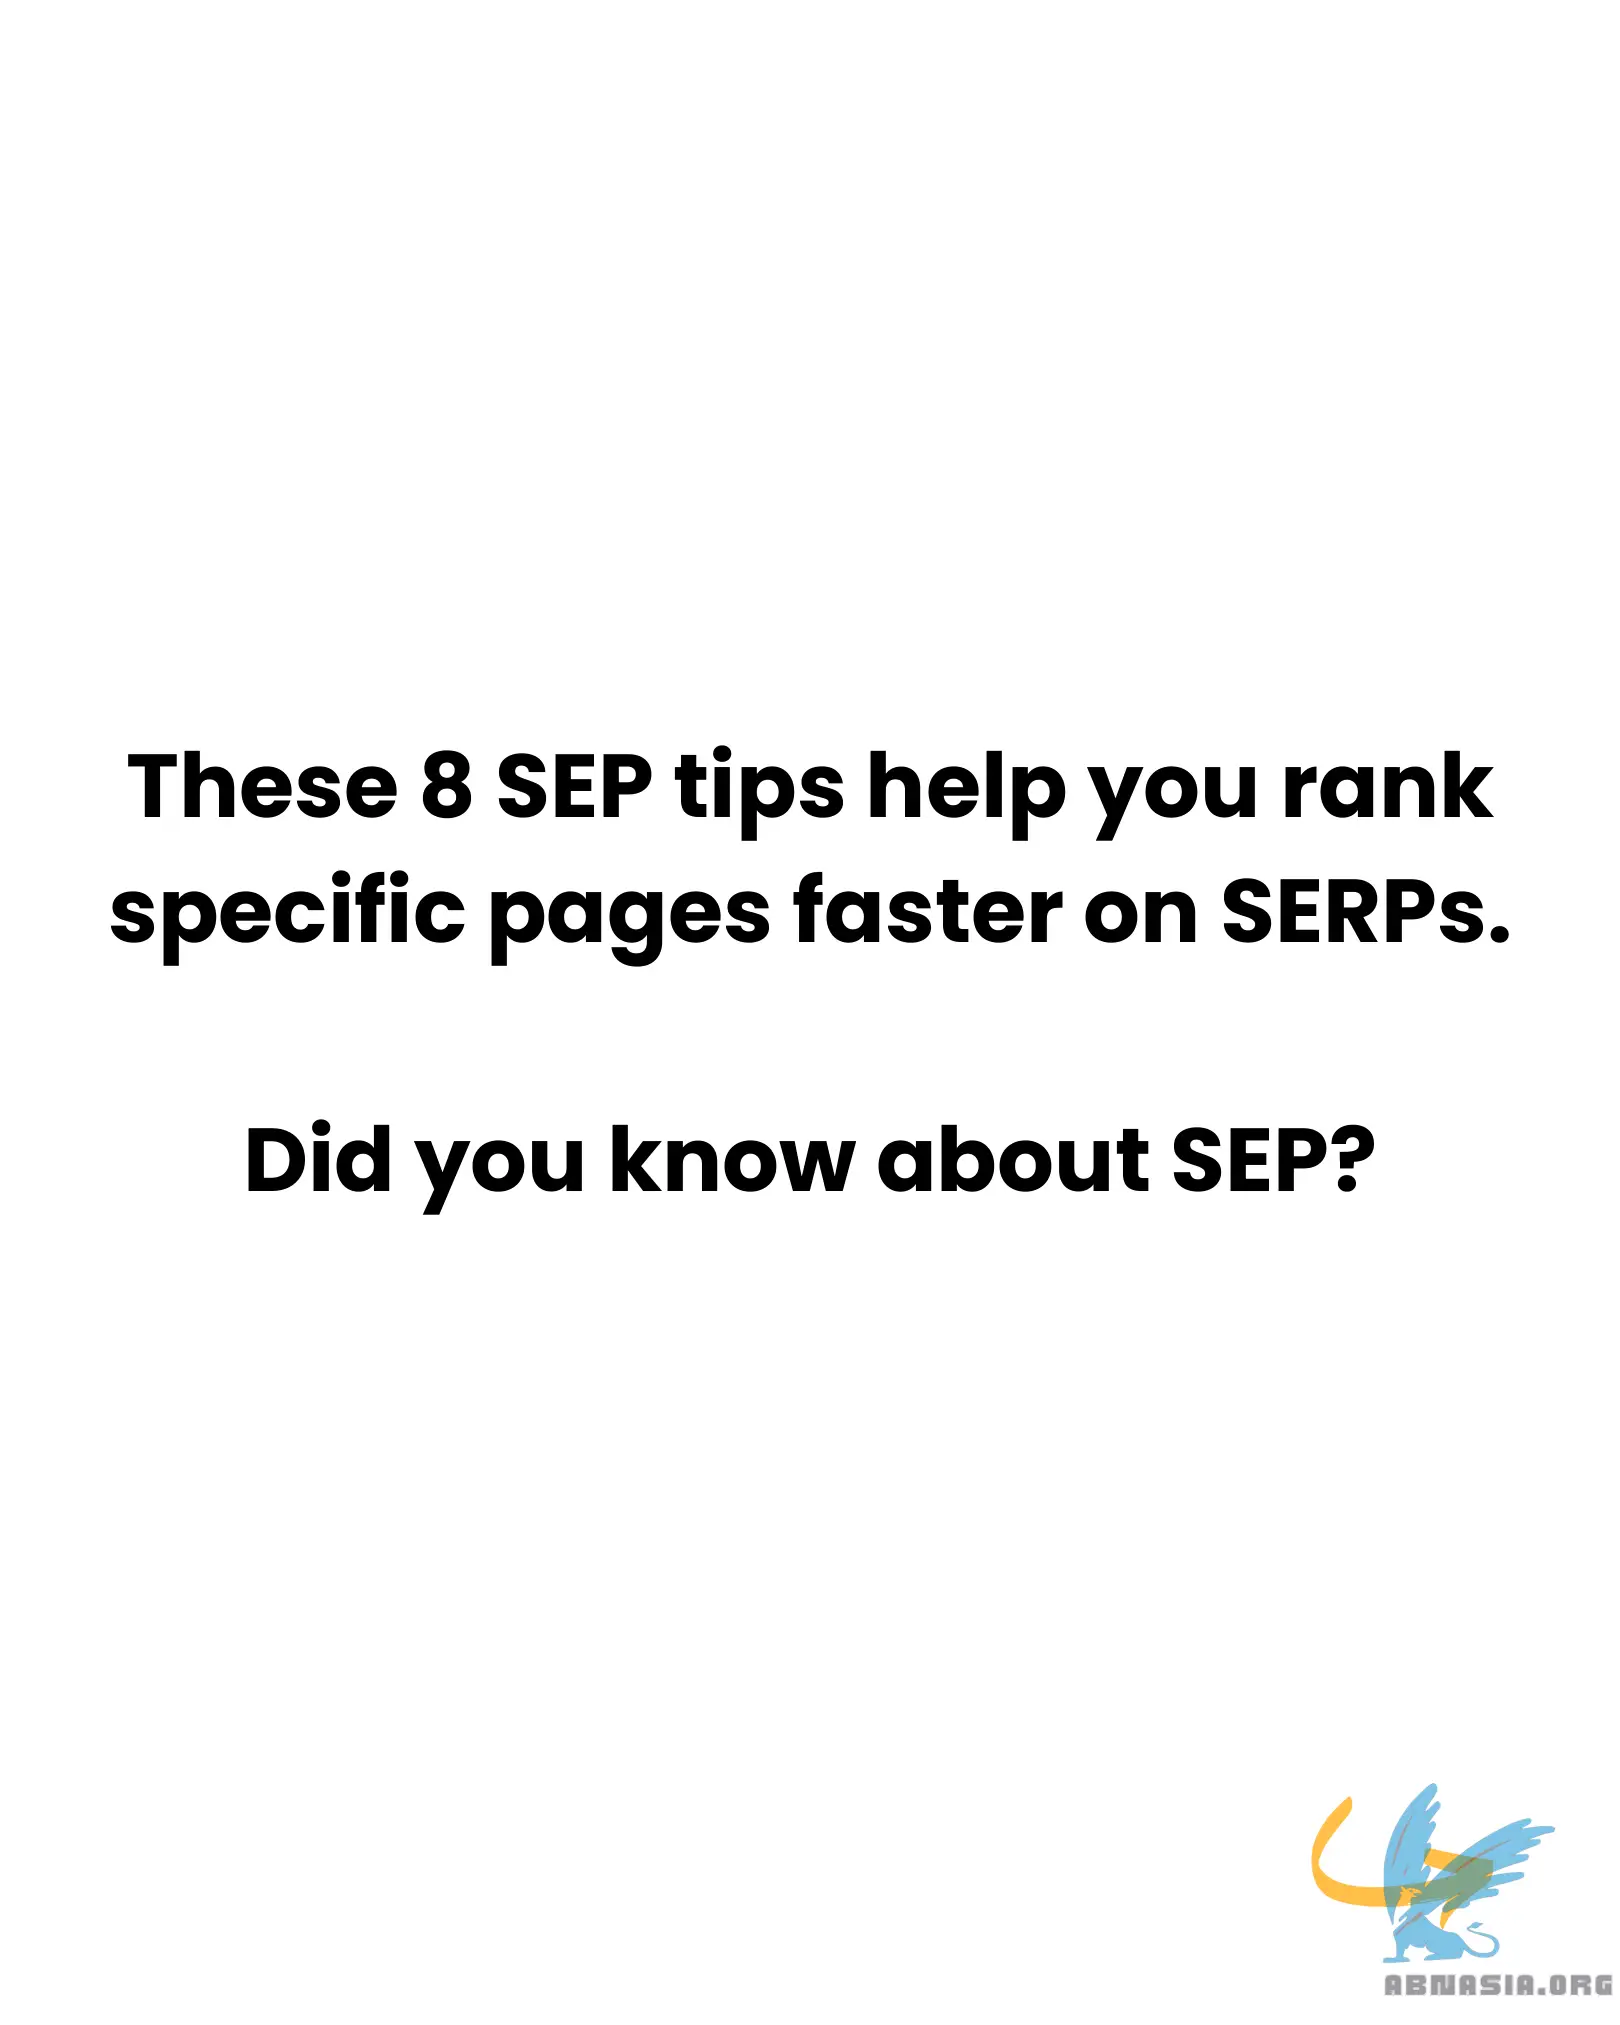 These 8 SEP tips help you rank
specific pages faster on SERPs.
Did you know about SEP?
ABNASIA.ORG